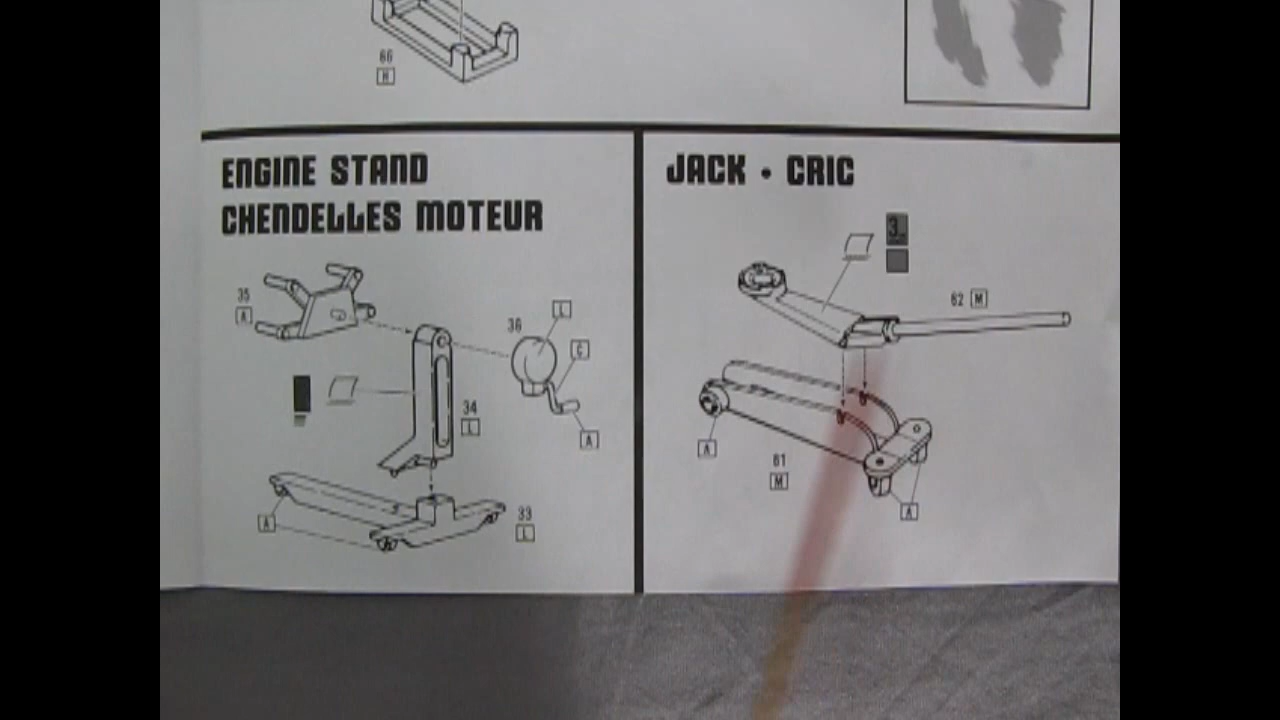 66
H
ENGINE STAND
CHENDELLES MOTEUR
JACK • CRIC
35
A
36
L
C
A
34
L
A
33
L
3
62 M
A
61
M
A